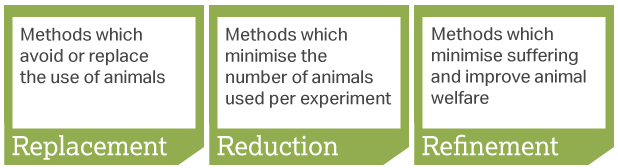 Methods which
avoid or replace
the use of animals
Replacement
Methods which
minimise the
number of animals
used per experiment
Reduction
Methods which
minimise suffering
and improve animal
welfare
Refinement